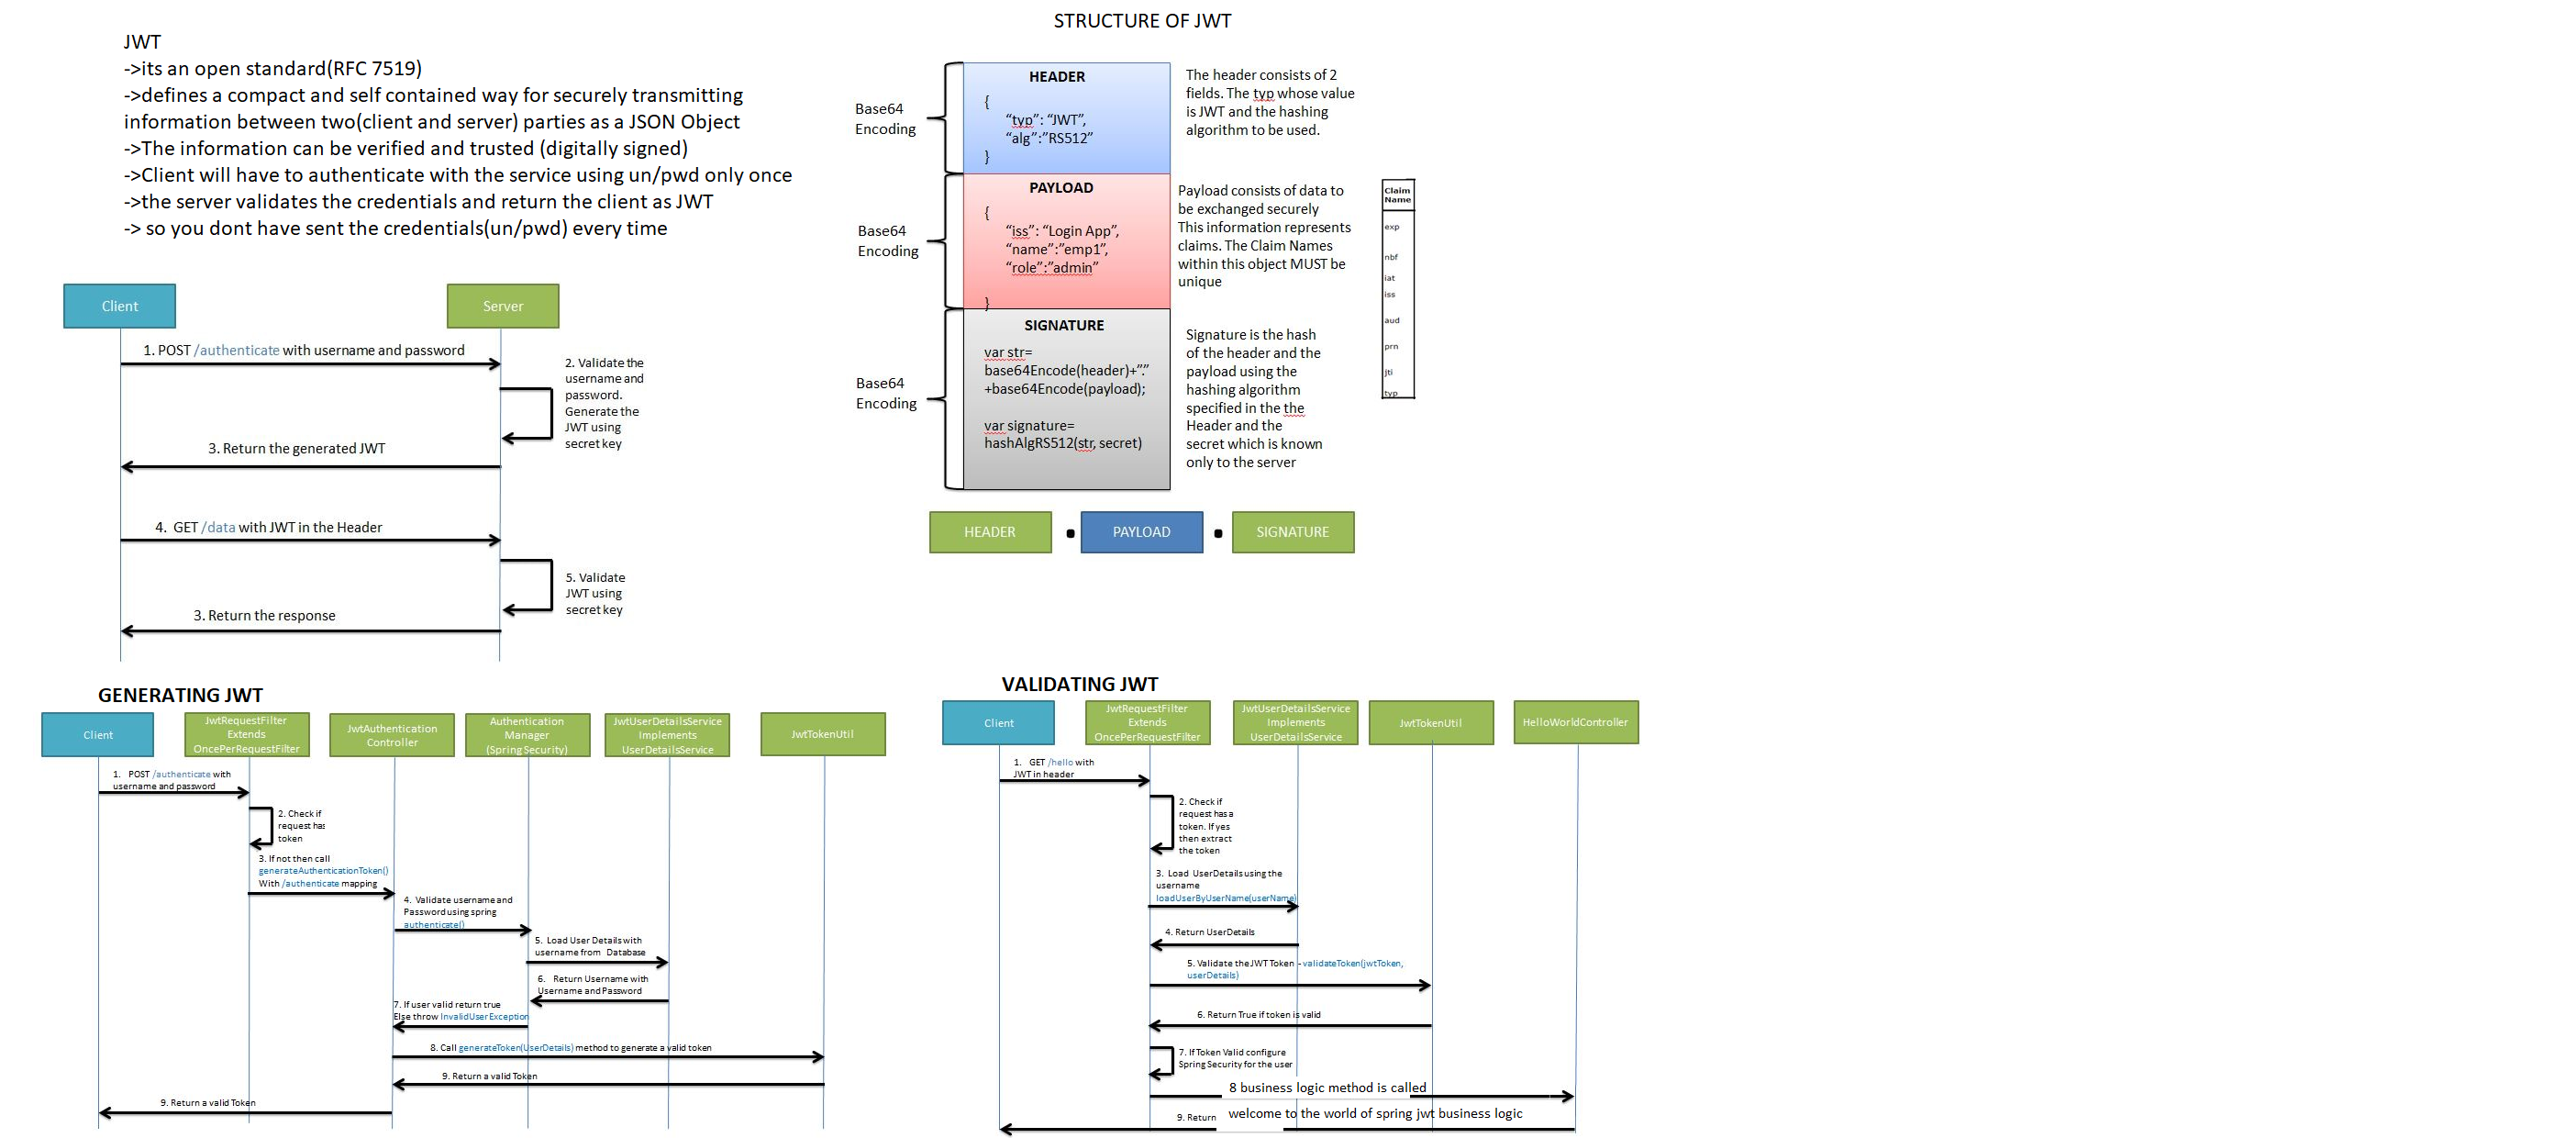 JWT
->its an open standard(RFC 7519)
->defines a compact and self contained way for securely transmitting
information between two(client and server) parties as a JSON Object
->The information can be verified and trusted (digitally signed)
->Client will have to authenticate with the service using un/pwd only once
->the server validates the credentials and return the client as JWT
-> so you dont have sent the credentials(un/pwd) every time
Client
Server
1. POST /authenticate with username and password
2. Validate the
username and
password.
Generate the
JWT using
secret key
3. Return the generated JWT
4. GET /data with JWT in the Header
5. Validate
JWT using
secret key
3. Return the response
STRUCTURE OF JWT
Base64
Encoding
HEADER
{
“typ”: “JWT”,
“alg”:”RS512”
}
The header consists of 2
fields. The typ whose value
is JWT and the hashing
algorithm to be used.
Base64
Encoding
PAYLOAD
{
“iss”: “Login App”,
“name”:”emp1”,
“role”:”admin”
}
Payload consists of data to
be exchanged securely
This information represents
claims. The Claim Names
within this object MUST be
unique
Claim
Name
exp
nbf
iat
iss
aud
prn
jti
typ
Base64
Encoding
SIGNATURE
var str=
base64Encode(header)+”.”
+base64Encode(payload);
var signature=
hashAlgRS512(str, secret)
Signature is the hash
of the header and the
payload using the
hashing algorithm
specified in the the
Header and the
secret which is known
only to the server
HEADER . PAYLOAD . SIGNATURE
GENERATING JWT
Client
JwtRequestFilter
Extends
OncePerRequestFilter
JwtAuthentication
Controller
Authentication
Manager
(Spring Security)
JwtUserDetailsService
Implements
UserDetailsService
JwtTokenUtil
1. POST /authenticate with
username and password
2. Check if
request has
token
3. If not then call
generateAuthenticationToken()
With /authenticate mapping
4. Validate username and
Password using spring
authenticate()
5. Load User Details with
username from Database
6. Return Username with
Username and Password
7. If user valid return true
Else throw InvalidUserException
8. Call generateToken(UserDetails) method to generate a valid token
9. Return a valid Token
9. Return a valid Token
VALIDATING JWT
Client
JwtRequestFilter
Extends
OncePerRequestFilter
JwtUserDetailsService
Implements
UserDetailsService
JwtTokenUtil
HelloWorldController
1. GET /hello with
JWT in header
2. Check if
request has a
token. If yes
then extract
the token
3. Load UserDetails using the
username
loadUserByUserName(userName)
4. Return UserDetails
5. Validate the JWT Token - validateToken(jwtToken,
userDetails)
6. Return True if token is valid
7. If Token Valid configure
Spring Security for the user
8 business logic method is called
9. Return welcome to the world of spring jwt business logic